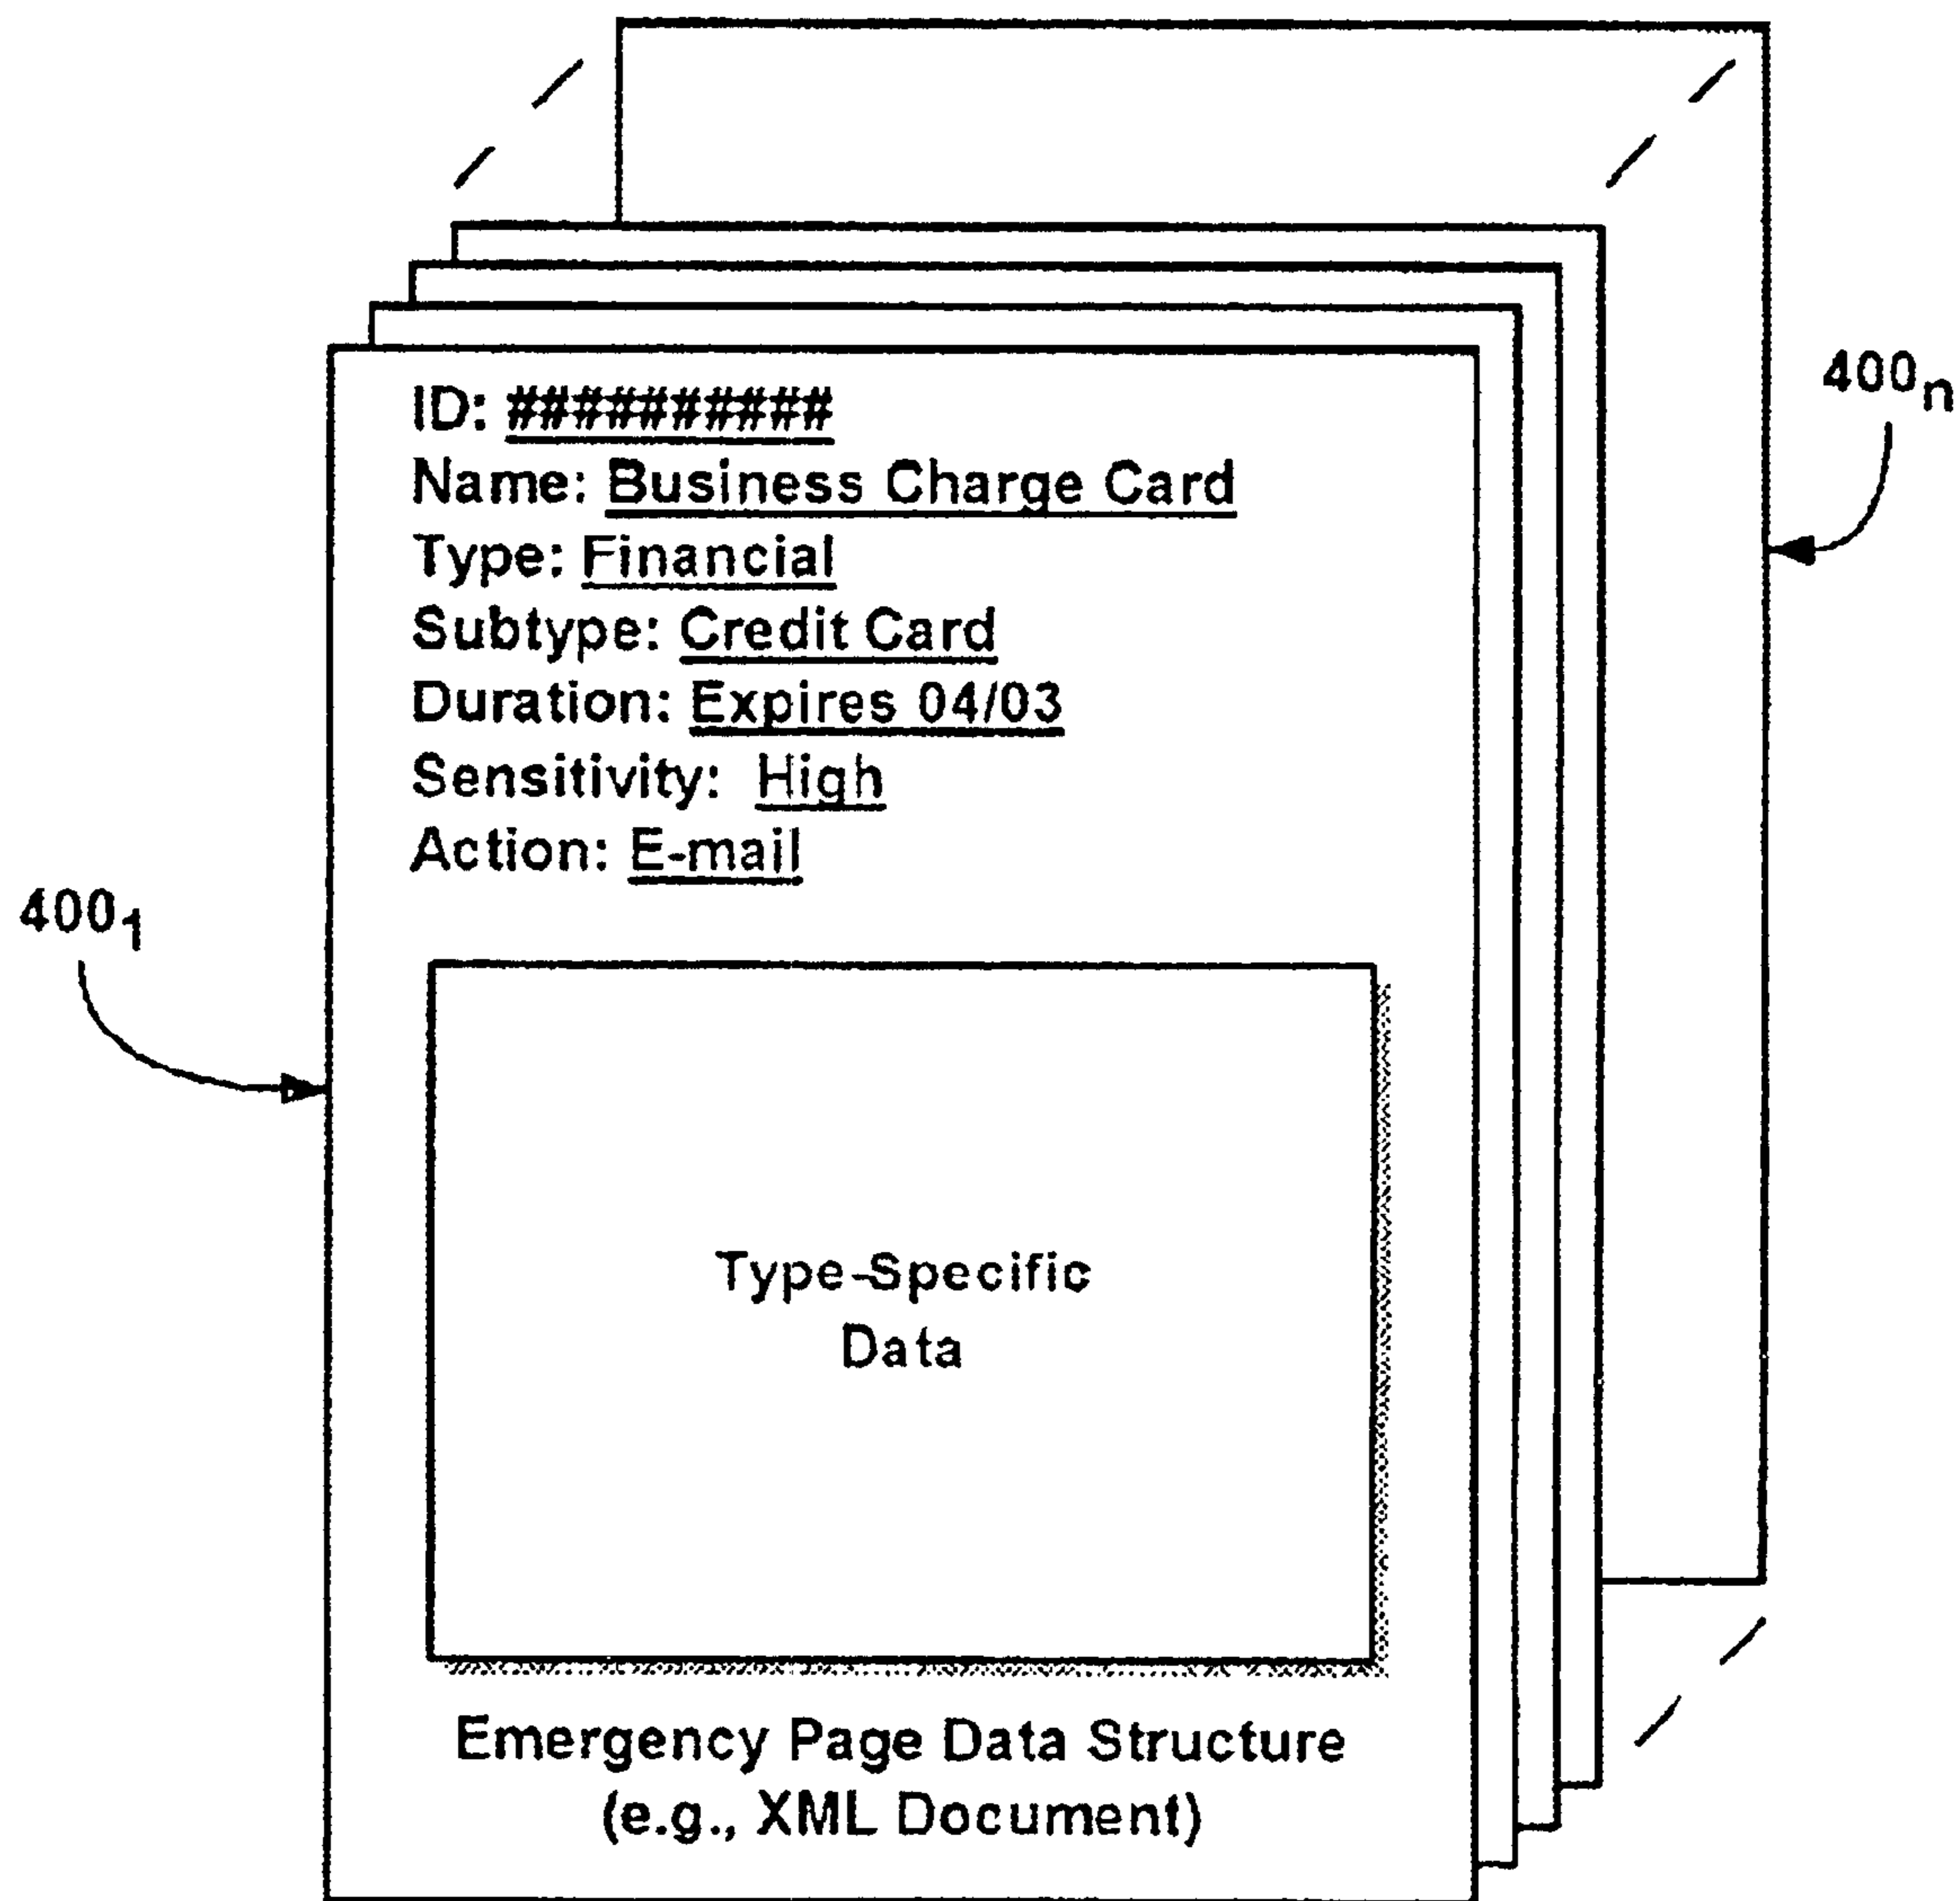 400n
ID: ##########
Name: Business Charge Card
Type: Financial
Subtype: Credit Card
Duration: Expires 04/03
Sensitivity: High
Action: E-mail
4001
Type-Specific
Data
Emergency Page Data Structure
(e.g., XML Document)